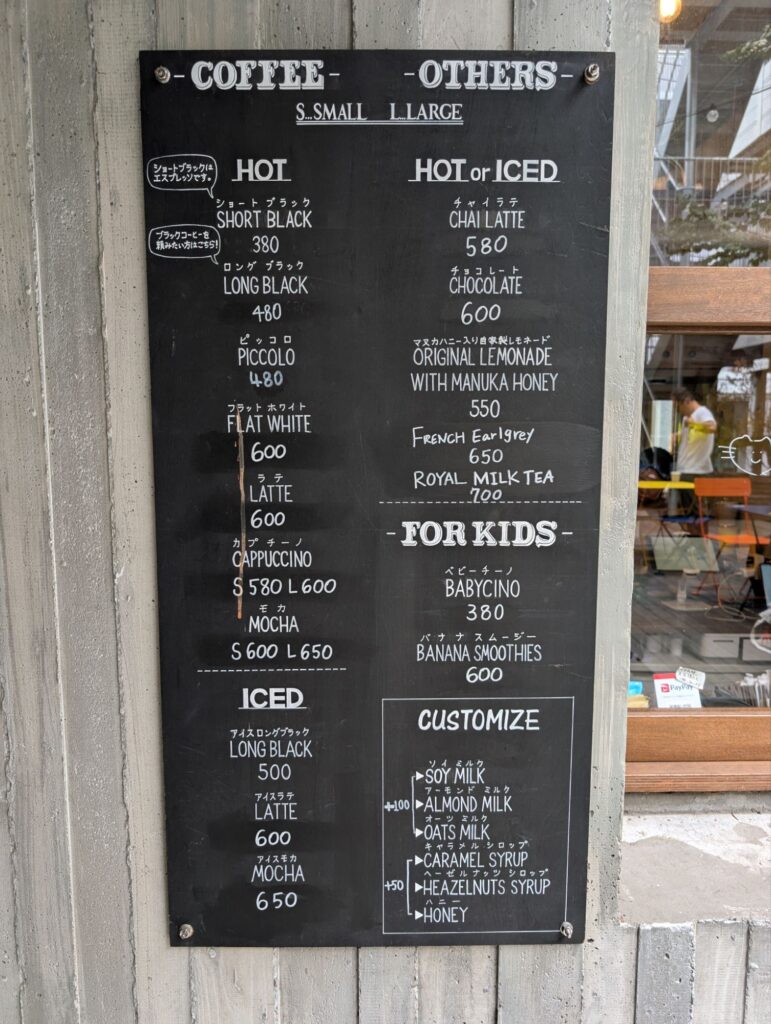 - COFFEE -
- OTHERS -
S...SMALL L...LARGE
HOT
ショートブラックは
エスプレッソです。
ショート ブラック
SHORT BLACK
380
ブラックコーヒーを
頼みたい方はこちら!
ロング ブラック
LONG BLACK
480
ピッコロ
PICCOLO
480
フラット ホワイト
FLAT WHITE
600
ラテ
LATTE
600
カプチーノ
CAPPUCCINO
S 580 L 600
モカ
MOCHA
S 600 L 650
ICED
アイスロングブラック
LONG BLACK
500
アイスラテ
LATTE
600
アイスモカ
MOCHA
650
HOT or ICED
チャイラテ
CHAI LATTE
580
チョコレート
CHOCOLATE
600
マヌカハニー入り自家製レモネード
ORIGINAL LEMONADE
WITH MANUKA HONEY
550
FRENCH Earlgrey
650
ROYAL MILK TEA
700
- FOR KIDS -
ベビーチーノ
BABYCINO
380
バナナ スムージー
BANANA SMOOTHIES
600
CUSTOMIZE
+100
ソイ ミルク
SOY MILK
アーモンド ミルク
ALMOND MILK
オーツ ミルク
OATS MILK
+50
キャラメル シロップ
CARAMEL SYRUP
ヘーゼルナッツ シロップ
HEAZELNUTS SYRUP
ハニー
HONEY
PayPay